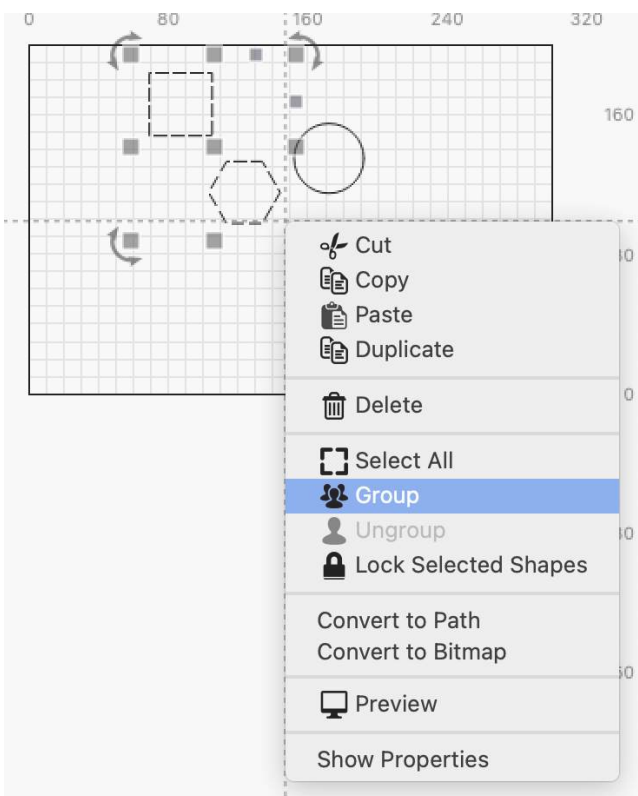 0 80 160 240 320
160
Cut
Copy
Paste
Duplicate
Delete
Select All
Group
Ungroup
Lock Selected Shapes
Convert to Path
Convert to Bitmap
Preview
Show Properties
0